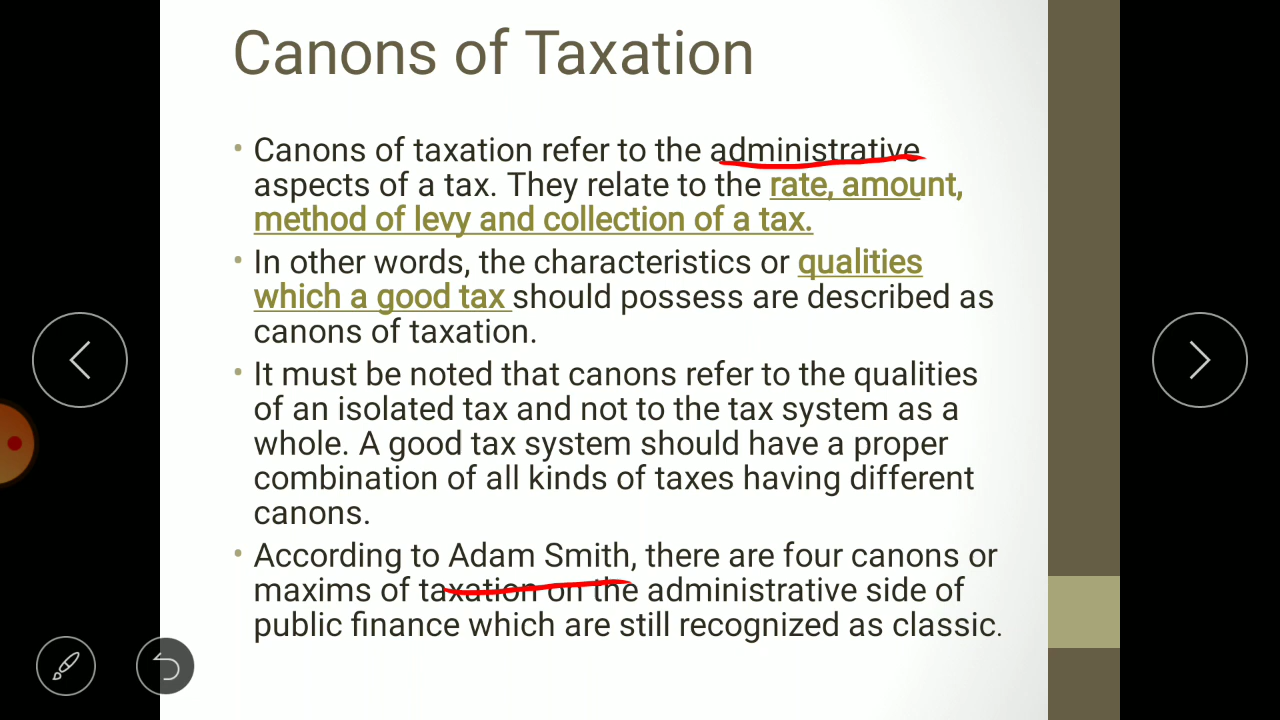 Canons of Taxation
• Canons of taxation refer to the administrative
aspects of a tax. They relate to the rate, amount,
method of levy and collection of a tax.
• In other words, the characteristics or qualities
which a good tax should possess are described as
canons of taxation.
• It must be noted that canons refer to the qualities
of an isolated tax and not to the tax system as a
whole. A good tax system should have a proper
combination of all kinds of taxes having different
canons.
• According to Adam Smith, there are four canons or
maxims of taxation on the administrative side of
public finance which are still recognized as classic.